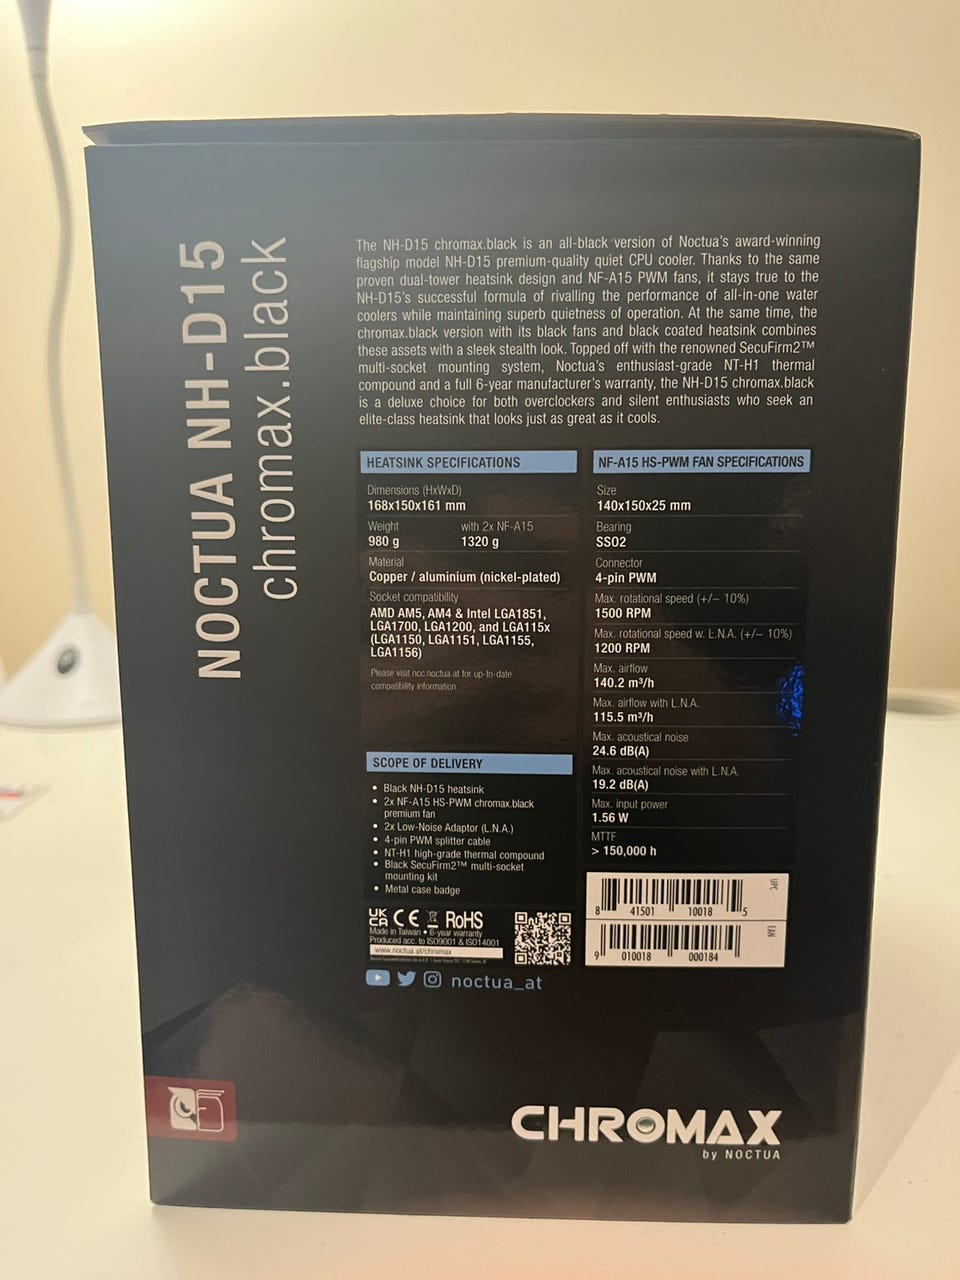 NOCTUA NH-D15
chromax.black
The NH-D15 chromax.black is an all-black version of Noctua's award-winning
flagship model NH-D15 premium-quality quiet CPU cooler. Thanks to the same
proven dual-tower heatsink design and NF-A15 PWM fans, it stays true to the
NH-D15's successful formula of rivalling the performance of all-in-one water
coolers while maintaining superb quietness of operation. At the same time, the
chromax.black version with its black fans and black coated heatsink combines
these assets with a sleek stealth look. Topped off with the renowned SecuFirm2™
multi-socket mounting system, Noctua's enthusiast-grade NT-H1 thermal
compound and a full 6-year manufacturer's warranty, the NH-D15 chromax.black
is a deluxe choice for both overclockers and silent enthusiasts who seek an
elite-class heatsink that looks just as great as it cools.
HEATSINK SPECIFICATIONS
Dimensions (HxWxD)
168x150x161 mm
Weight with 2x NF-A15
980 g 1320 g
Material
Copper / aluminium (nickel-plated)
Socket compatibility
AMD AM5, AM4 & Intel LGA1851,
LGA1700, LGA1200, and LGA115x
(LGA1150, LGA1151, LGA1155,
LGA1156)
Please visit ncc.noctua.at for up-to-date
compatibility information
SCOPE OF DELIVERY
• Black NH-D15 heatsink
• 2x NF-A15 HS-PWM chromax.black
premium fan
• 2x Low-Noise Adaptor (L.N.A.)
• 4-pin PWM splitter cable
• NT-H1 high-grade thermal compound
• Black SecuFirm2™ multi-socket
mounting kit
• Metal case badge
UK CA CE RoHS
Made in Taiwan • 6-year warranty
Produced acc. to ISO9001 & ISO14001
www.noctua.at/chromax
noctua_at
NF-A15 HS-PWM FAN SPECIFICATIONS
Size
140x150x25 mm
Bearing
SSO2
Connector
4-pin PWM
Max. rotational speed (+/– 10%)
1500 RPM
Max. rotational speed w. L.N.A. (+/– 10%)
1200 RPM
Max. airflow
140.2 m³/h
Max. airflow with L.N.A.
115.5 m³/h
Max. acoustical noise
24.6 dB(A)
Max. acoustical noise with L.N.A.
19.2 dB(A)
Max. input power
1.56 W
MTTF
> 150,000 h
UPC
8 41501 10018 5
EAN
9 010018 000184
CHROMAX
by NOCTUA